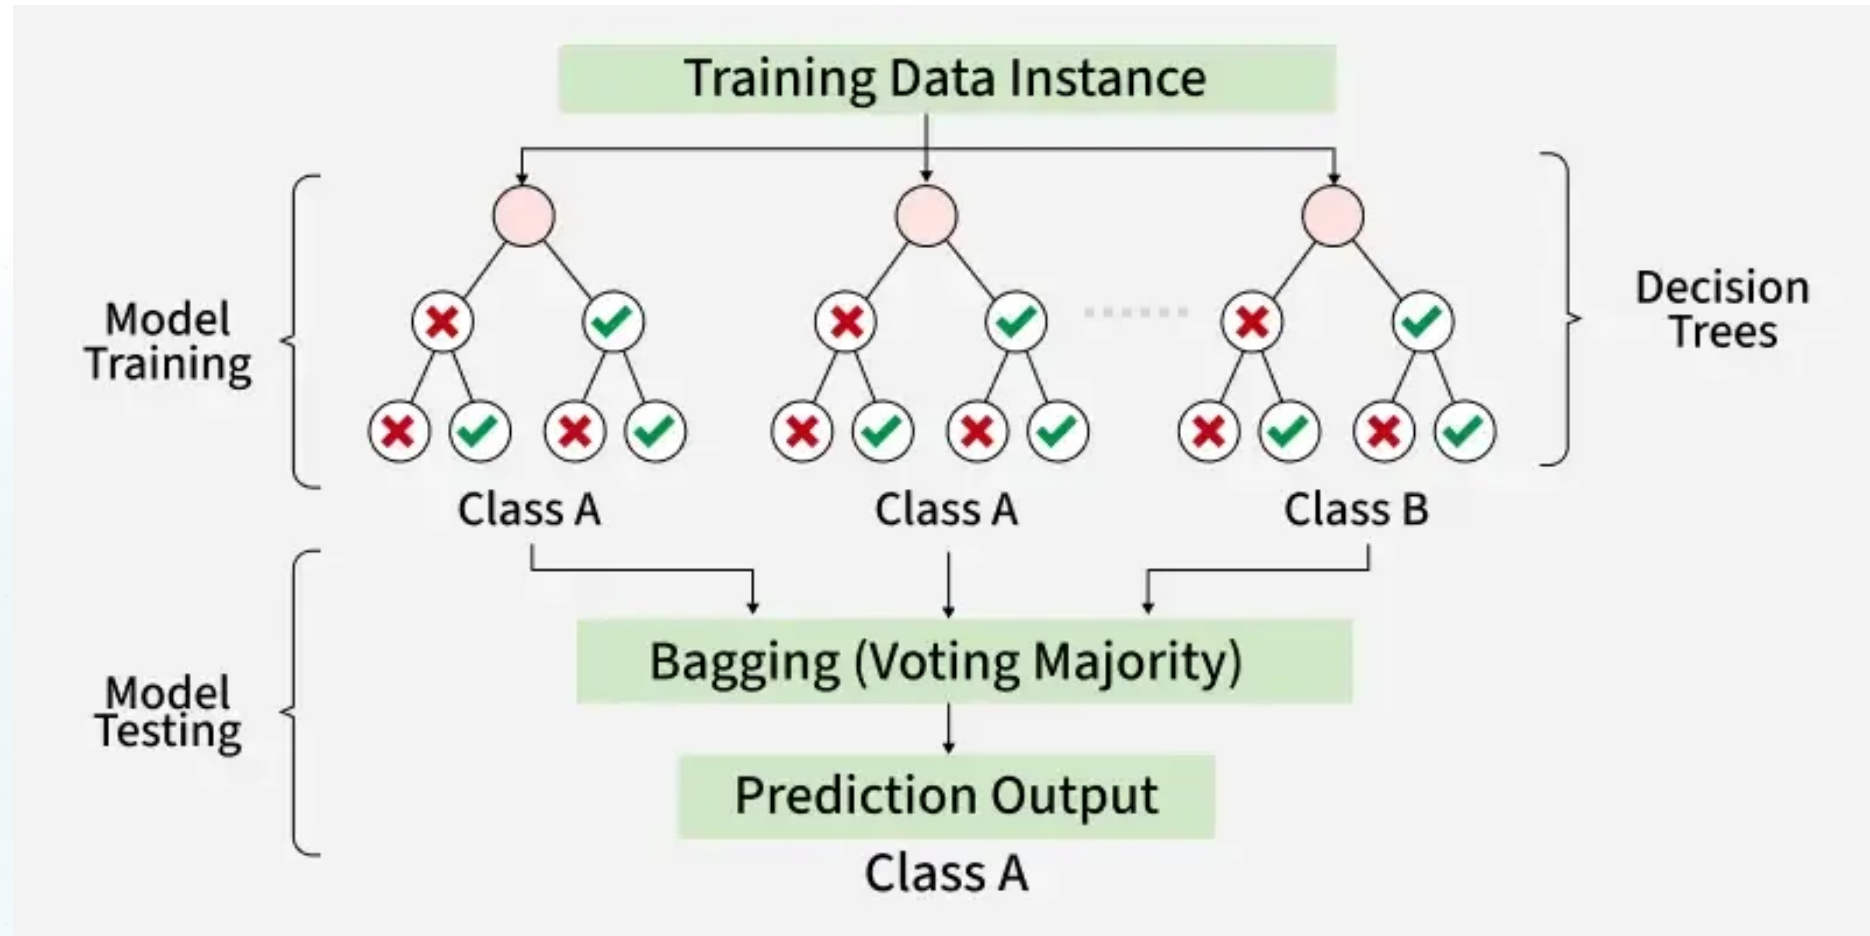 Training Data Instance
Model
Training
Decision
Trees
Class A
Class A
Class B
Bagging (Voting Majority)
Model
Testing
Prediction Output
Class A